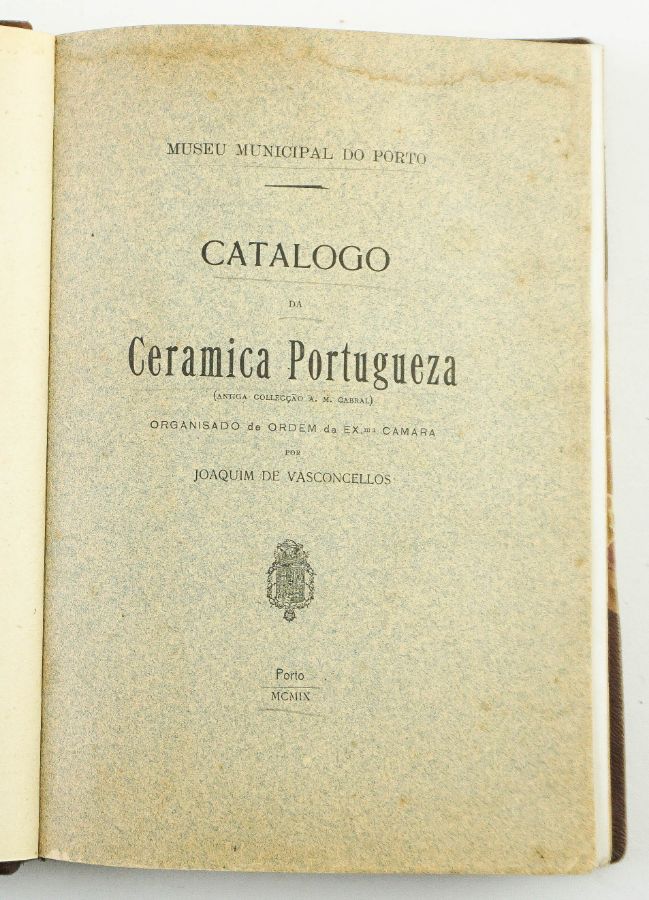 MUSEU MUNICIPAL DO PORTO
CATALOGO
DA
Ceramica Portugueza
(ANTIGA COLLECÇÃO A. M. CABRAL)
ORGANISADO de ORDEM da EX.ma CAMARA
POR
JOAQUIM DE VASCONCELLOS
Porto
MCMIX